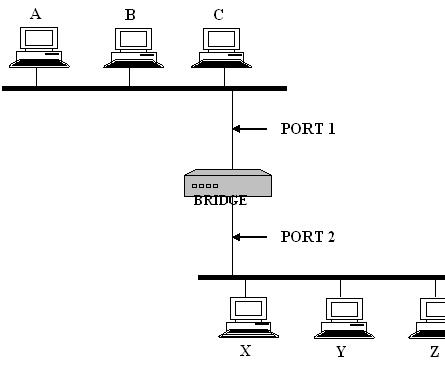 A B C
PORT 1
BRIDGE
PORT 2
X Y Z